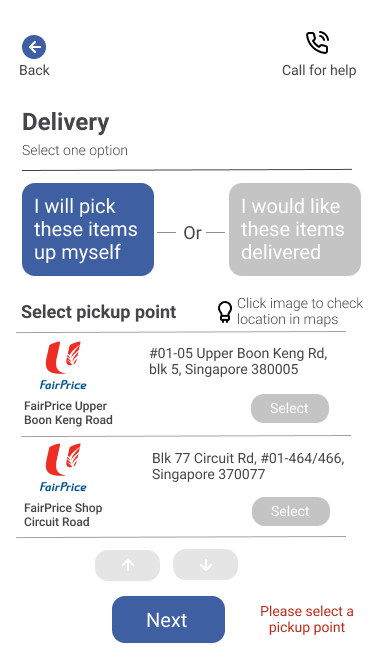 Back
Call for help
Delivery
Select one option
I will pick
these items
up myself
Or
I would like
these items
delivered
Select pickup point
Click image to check
location in maps
FairPrice
#01-05 Upper Boon Keng Rd,
blk 5, Singapore 380005
FairPrice Upper
Boon Keng Road
Select
FairPrice
Blk 77 Circuit Rd, #01-464/466,
Singapore 370077
FairPrice Shop
Circuit Road
Select
Next
Please select a
pickup point